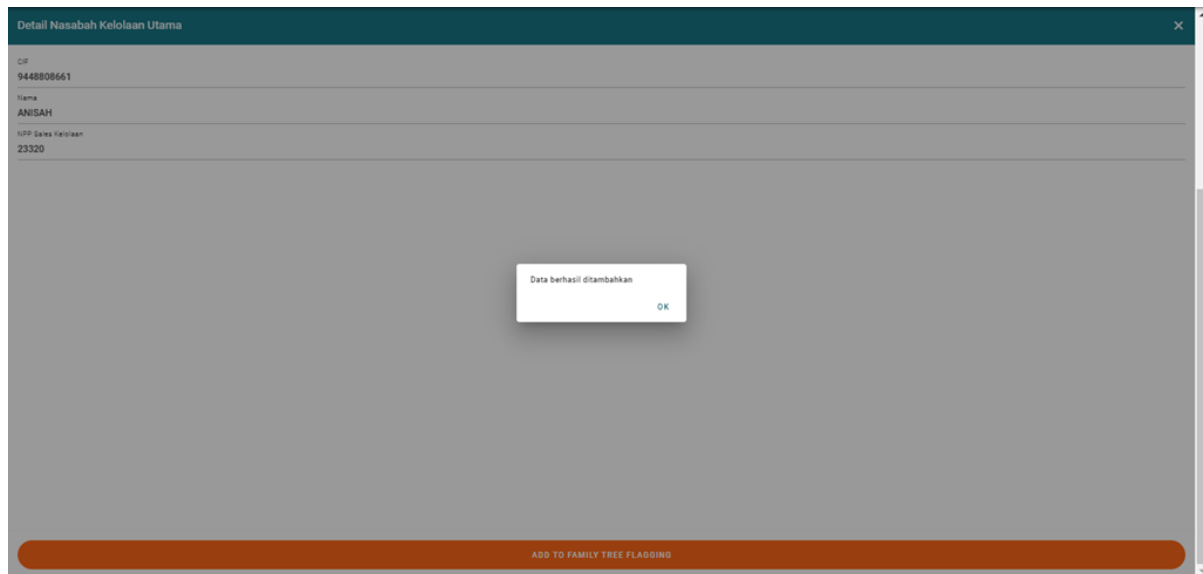 Detail Nasabah Kelolaan Utama
CIF
9448808661
Name
ANISAH
NPP Sales Kelolaan
23320
Data berhasil ditambahkan
OK
ADD TO FAMILY TREE FLAGGING